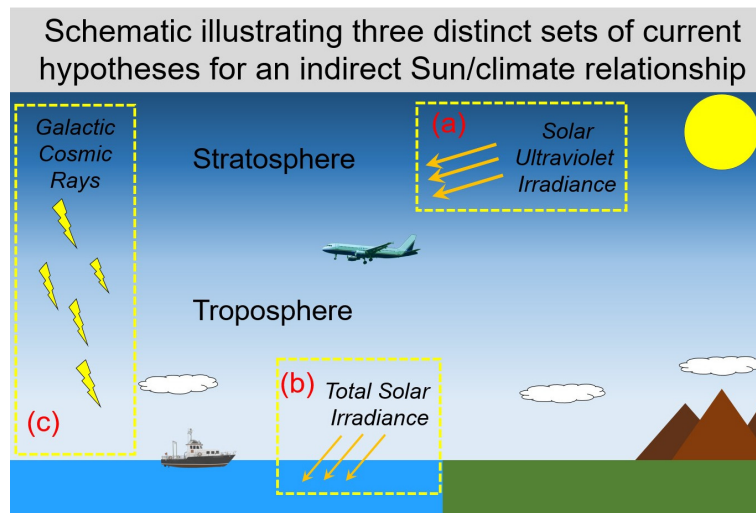 Schematic illustrating three distinct sets of current
hypotheses for an indirect Sun/climate relationship
Galactic
Cosmic
Rays
Stratosphere
(a)
Solar
Ultraviolet
Irradiance
Troposphere
(b)
Total Solar
Irradiance
(c)